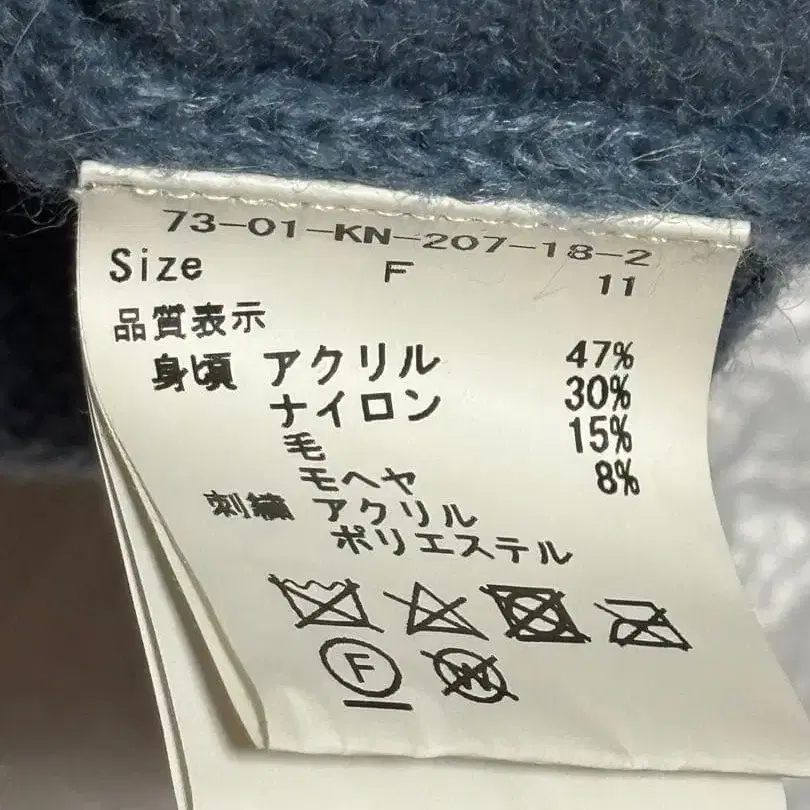 73-01-KN-207-18-2
Size F 11
品質表示
身頃 アクリル 47%
ナイロン 30%
毛 15%
モヘヤ 8%
刺繍 アクリル
ポリエステル
F
W